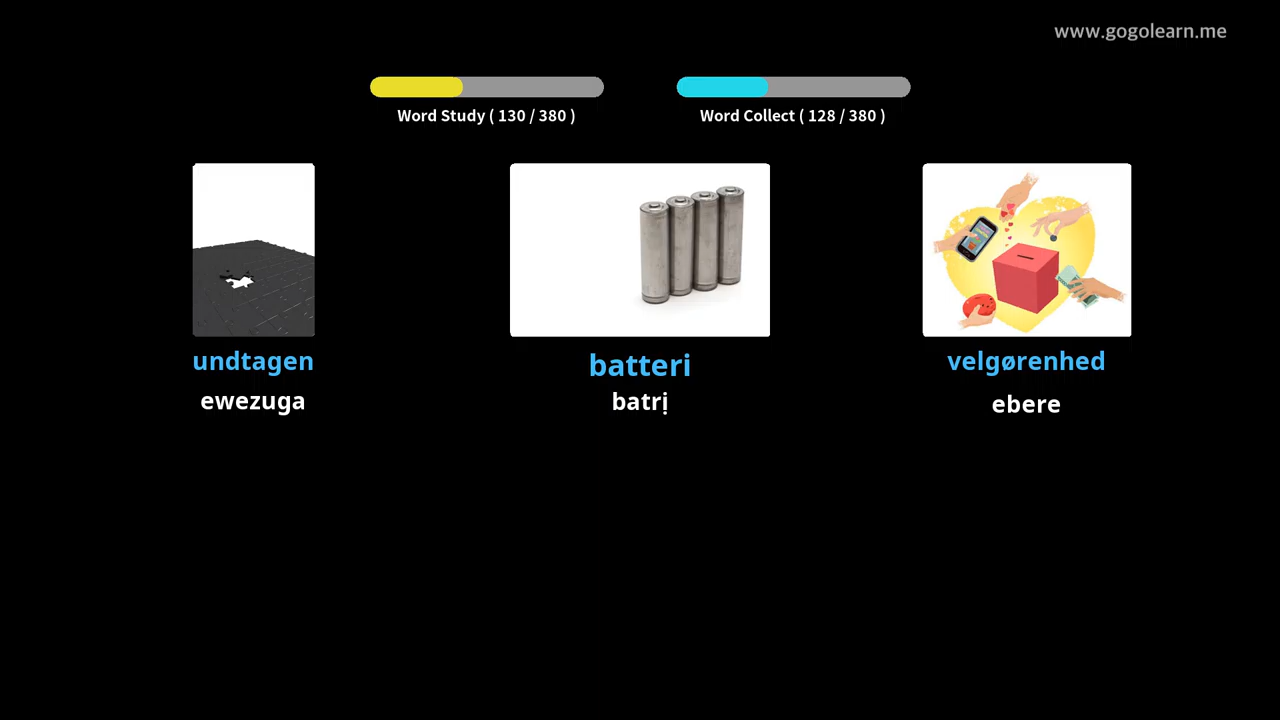 www.gogolearn.me
Word Study ( 130 / 380 )
Word Collect ( 128 / 380 )
undtagen
batteri
velgørenhed
ewezuga
batrị
ebere